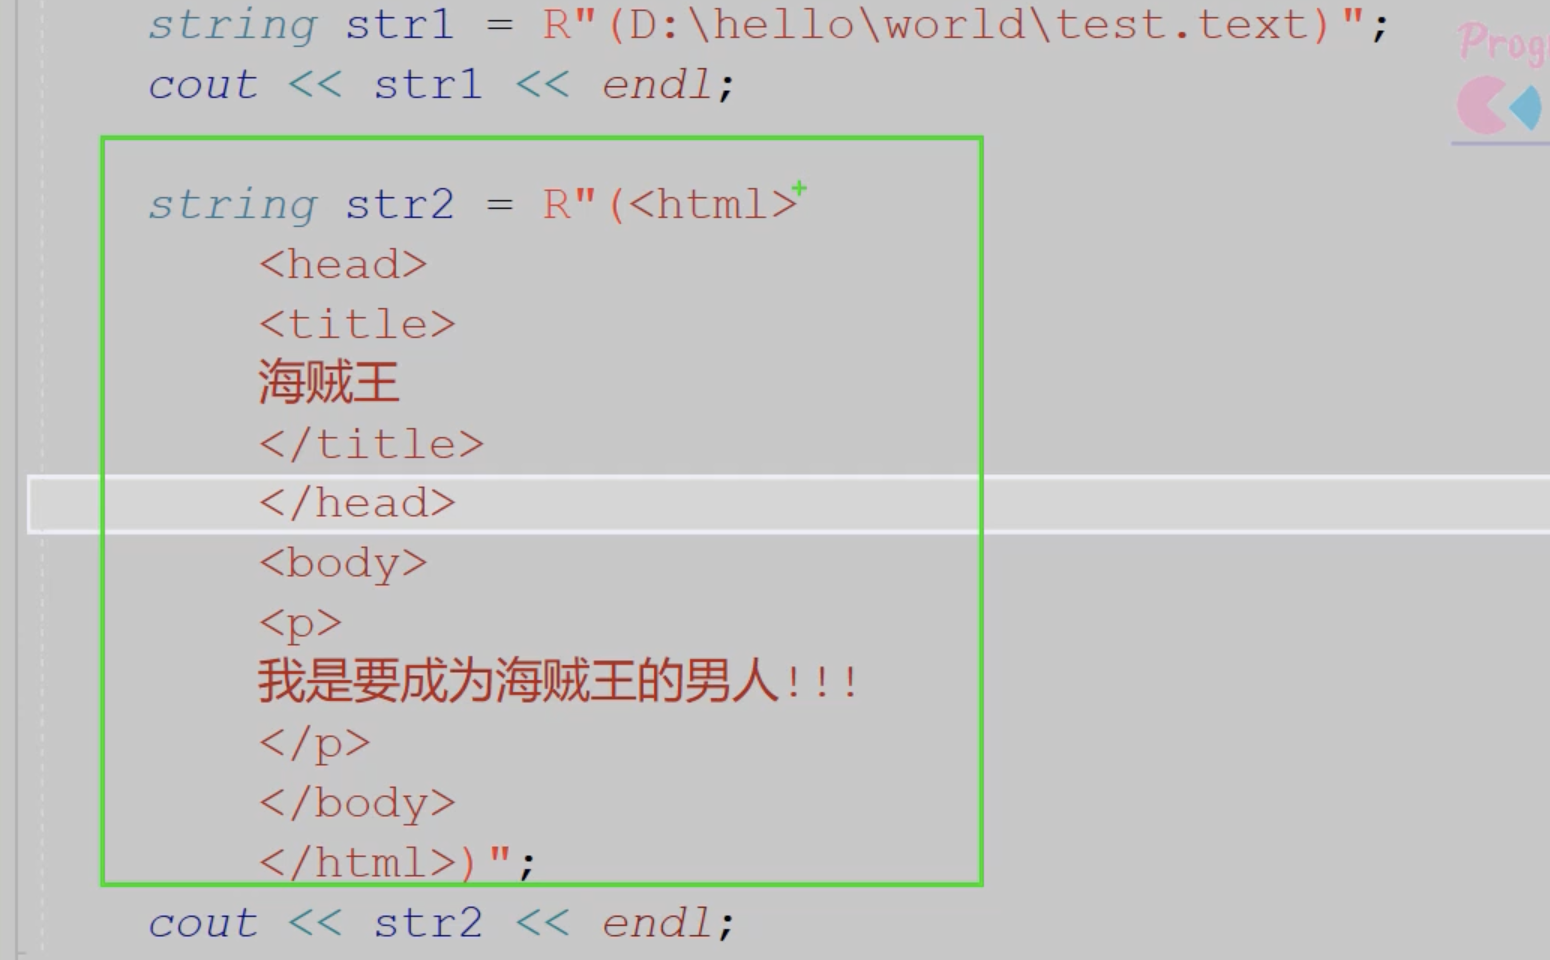 string str1 = R"(D:\hello\world\test.text)";
cout << str1 << endl;
string str2 = R"(<html>
<head>
<title>
海贼王
</title>
</head>
<body>
<p>
我是要成为海贼王的男人!!!
</p>
</body>
</html>)";
cout << str2 << endl;